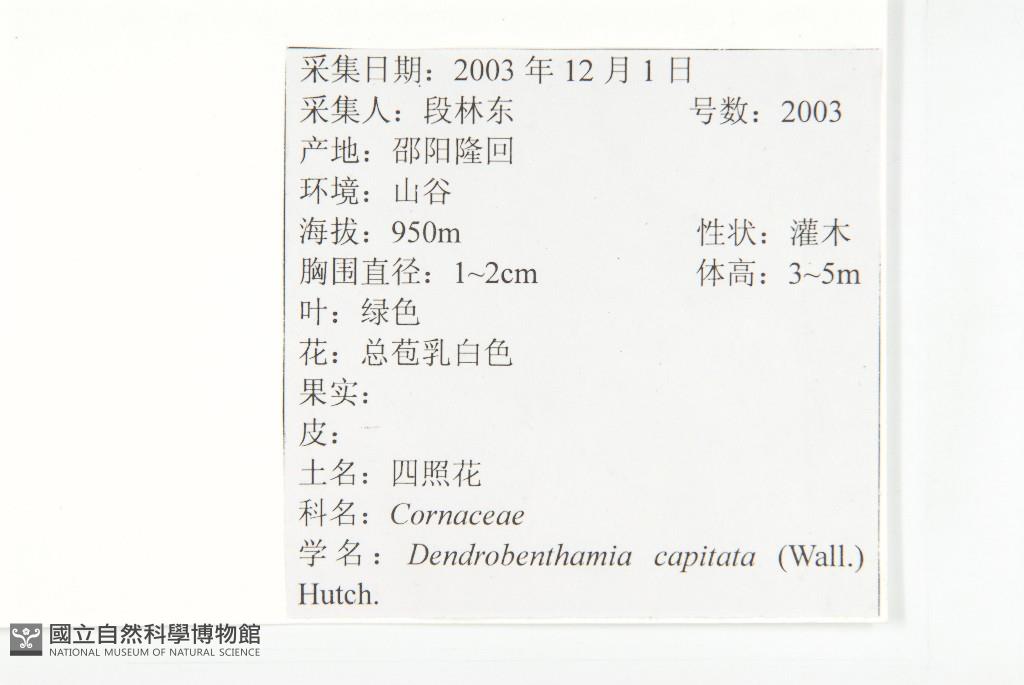 采集日期：2003 年 12 月 1 日
采集人：段林东 号数：2003
产地：邵阳隆回
环境：山谷
海拔：950m 性状：灌木
胸围直径：1~2cm 体高：3~5m
叶：绿色
花：总苞乳白色
果实：
皮：
土名：四照花
科名：Cornaceae
学名：Dendrobenthamia capitata (Wall.)
Hutch.
國立自然科學博物館
NATIONAL MUSEUM OF NATURAL SCIENCE